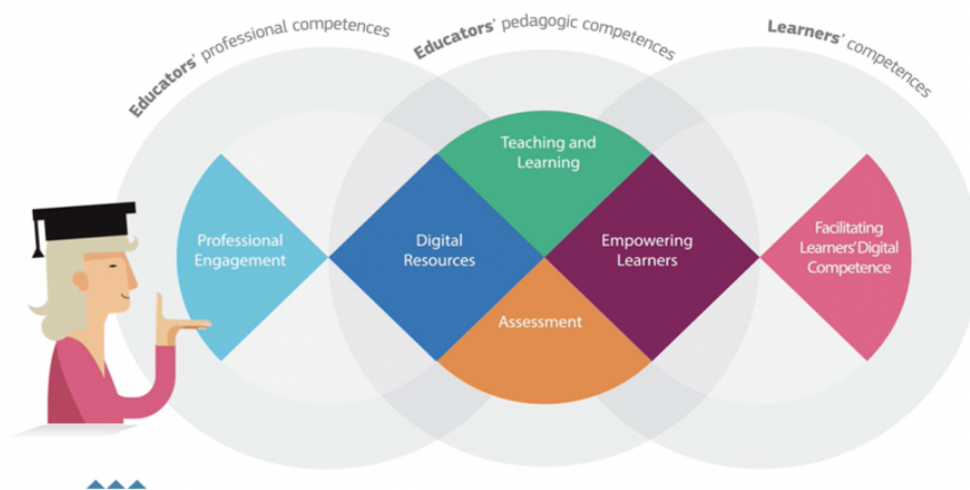 Educators' professional competences
Educators' pedagogic competences
Learners' competences
Teaching and
Learning
Professional
Engagement
Digital
Resources
Empowering
Learners
Facilitating
Learners' Digital
Competence
Assessment